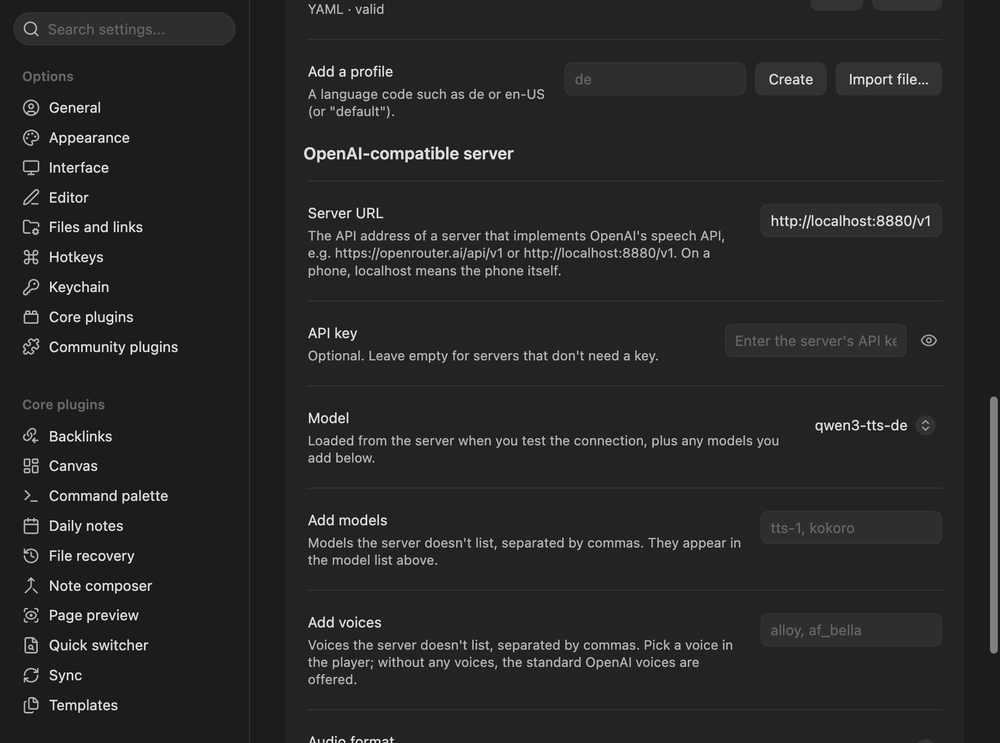 Search settings...
Options
General
Appearance
Interface
Editor
Files and links
Hotkeys
Keychain
Core plugins
Community plugins
Core plugins
Backlinks
Canvas
Command palette
Daily notes
File recovery
Note composer
Page preview
Quick switcher
Sync
Templates
YAML · valid
Add a profile
A language code such as de or en-US
(or "default").
de
Create
Import file...
OpenAI-compatible server
Server URL
The API address of a server that implements OpenAI's speech API,
e.g. https://openrouter.ai/api/v1 or http://localhost:8880/v1. On a
phone, localhost means the phone itself.
http://localhost:8880/v1
API key
Optional. Leave empty for servers that don't need a key.
Enter the server's API ke
Model
Loaded from the server when you test the connection, plus any models you
add below.
qwen3-tts-de
Add models
Models the server doesn't list, separated by commas. They appear in
the model list above.
tts-1, kokoro
Add voices
Voices the server doesn't list, separated by commas. Pick a voice in
the player; without any voices, the standard OpenAI voices are
offered.
alloy, af_bella
Audio format